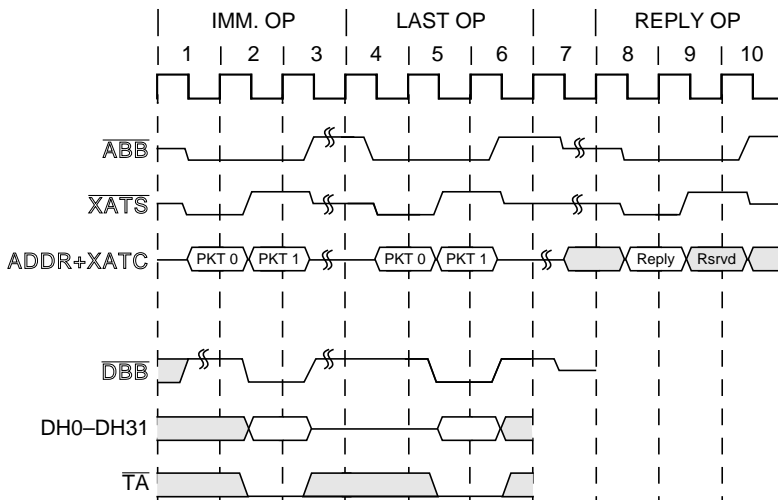 IMM. OP LAST OP REPLY OP
1 2 3 4 5 6 7 8 9 10
ABB
XATS
ADDR+XATC PKT 0 PKT 1 PKT 0 PKT 1 Reply Rsrvd
DBB
DH0–DH31
TA